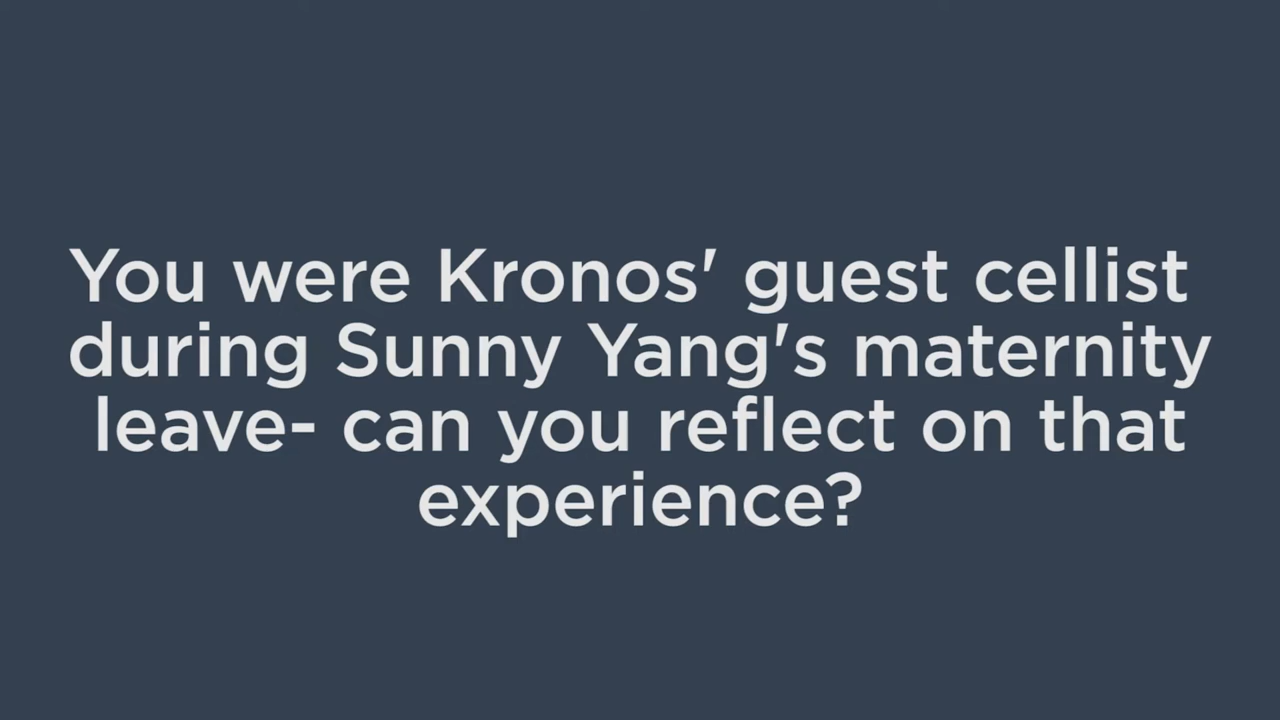 You were Kronos' guest cellist
during Sunny Yang's maternity
leave- can you reflect on that
experience?